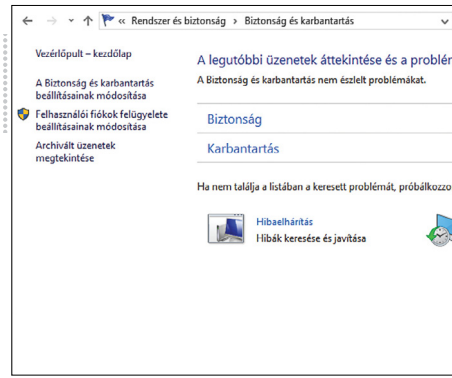 « Rendszer és biztonság › Biztonság és karbantartás
Vezérlőpult – kezdőlap
A Biztonság és karbantartás
beállításainak módosítása
Felhasználói fiókok felügyelete
beállításainak módosítása
Archivált üzenetek
megtekintése
A legutóbbi üzenetek áttekintése és a problém
A Biztonság és karbantartás nem észlelt problémákat.
Biztonság
Karbantartás
Ha nem találja a listában a keresett problémát, próbálkozzo
Hibaelhárítás
Hibák keresése és javítása